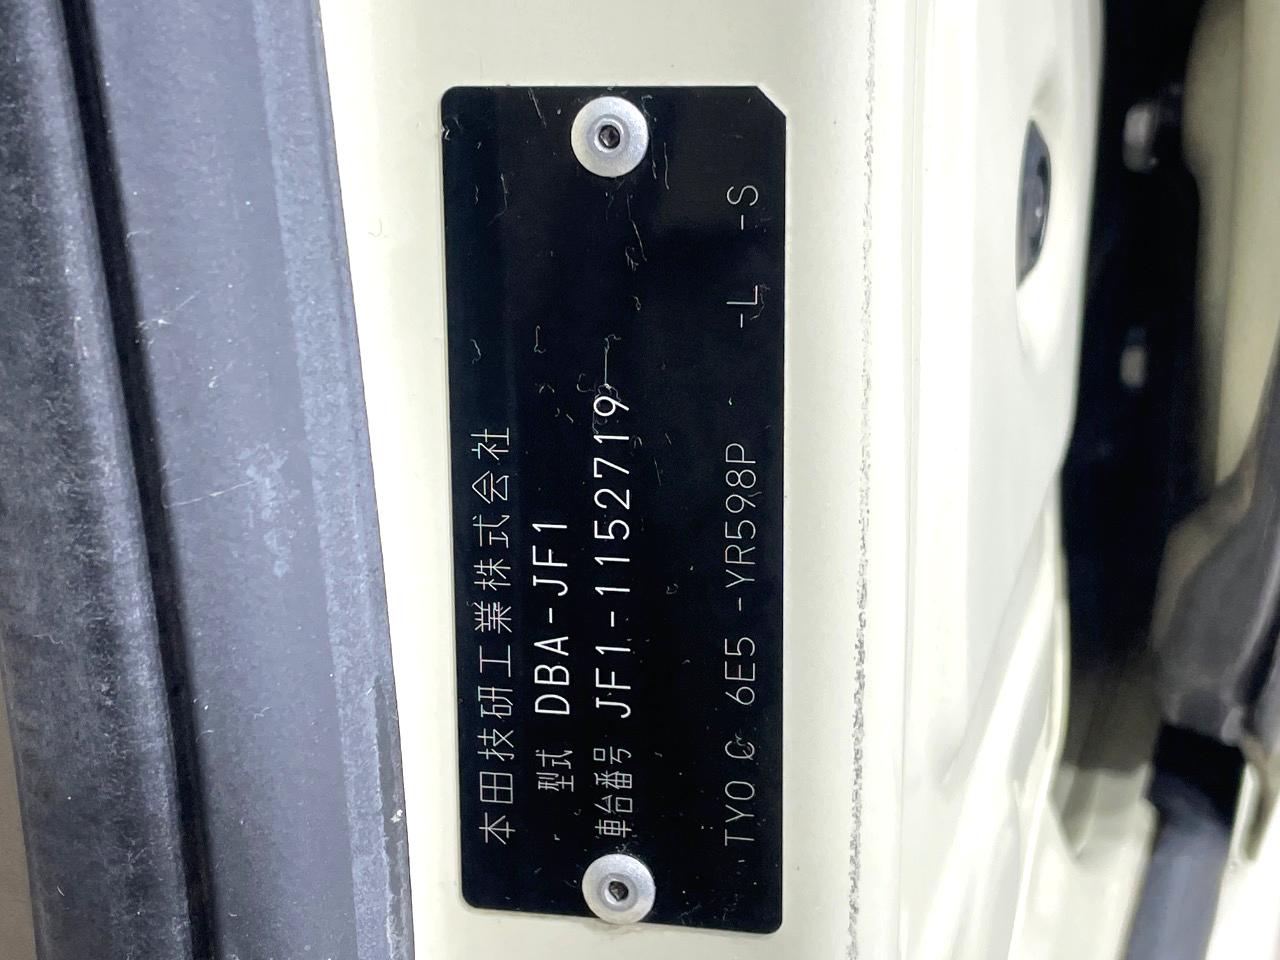 本田技研工業株式会社
型式 DBA-JF1
車台番号 JF1-1152719
TY0 C 6E5 -YR598P -L -S